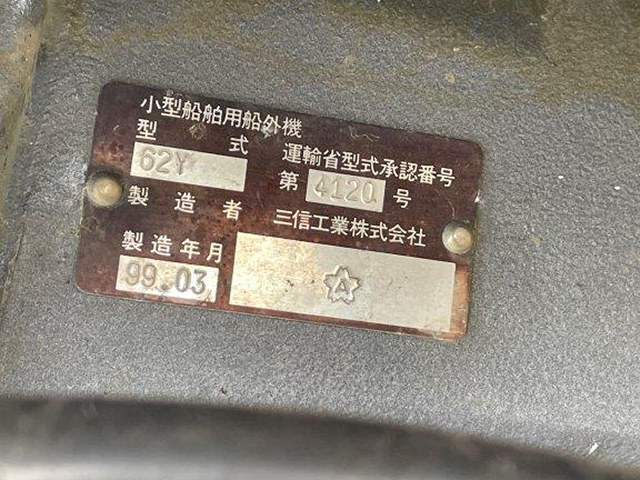 小型船舶用船外機
型式 運輸省型式承認番号
62Y 第 4120 号
製造者 三信工業株式会社
製造年月
99.03 A